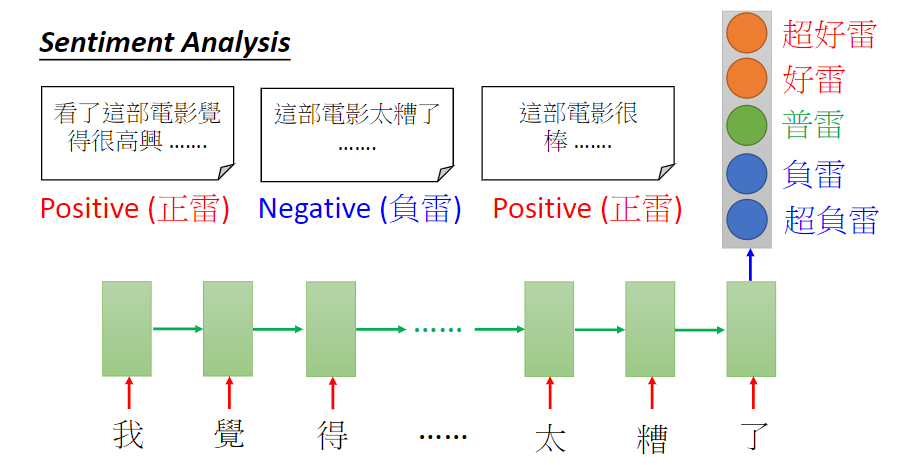 Sentiment Analysis
看了這部電影覺
得很高興 …….
Positive (正雷)
這部電影太糟了
…….
Negative (負雷)
這部電影很
棒 …….
Positive (正雷)
超好雷
好雷
普雷
負雷
超負雷
……
我 覺 得 …… 太 糟 了